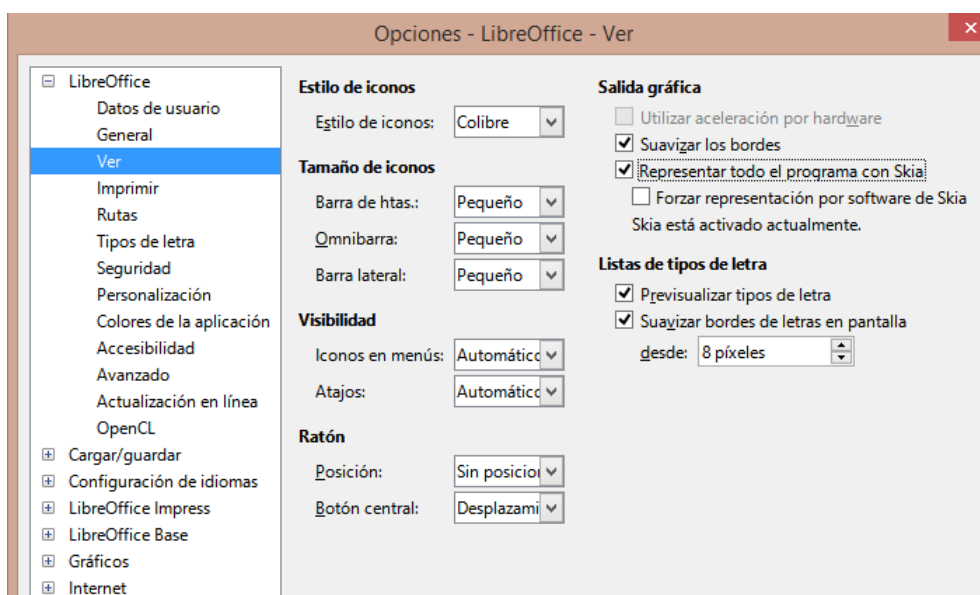 Opciones - LibreOffice - Ver
LibreOffice
Datos de usuario
General
Ver
Imprimir
Rutas
Tipos de letra
Seguridad
Personalización
Colores de la aplicación
Accesibilidad
Avanzado
Actualización en línea
OpenCL
Cargar/guardar
Configuración de idiomas
LibreOffice Impress
LibreOffice Base
Gráficos
Internet
Estilo de iconos
Estilo de iconos: Colibre
Tamaño de iconos
Barra de htas.: Pequeño
Omnibarra: Pequeño
Barra lateral: Pequeño
Visibilidad
Iconos en menús: Automático
Atajos: Automático
Ratón
Posición: Sin posicion
Botón central: Desplazami
Salida gráfica
Utilizar aceleración por hardware
Suavizar los bordes
Representar todo el programa con Skia
Forzar representación por software de Skia
Skia está activado actualmente.
Listas de tipos de letra
Previsualizar tipos de letra
Suavizar bordes de letras en pantalla
desde: 8 píxeles